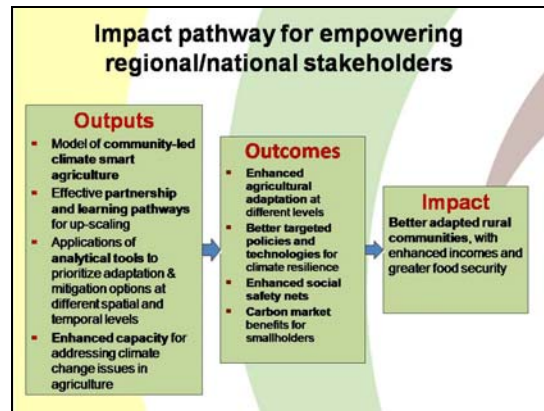 Impact pathway for empowering
regional/national stakeholders
Outputs
▪ Model of community-led
climate smart
agriculture
▪ Effective partnership
and learning pathways
for up-scaling
▪ Applications of
analytical tools to
prioritize adaptation &
mitigation options at
different spatial and
temporal levels
▪ Enhanced capacity for
addressing climate
change issues in
agriculture
Outcomes
▪ Enhanced
agricultural
adaptation at
different levels
▪ Better targeted
policies and
technologies for
climate resilience
▪ Enhanced social
safety nets
▪ Carbon market
benefits for
smallholders
Impact
Better adapted rural
communities, with
enhanced incomes and
greater food security